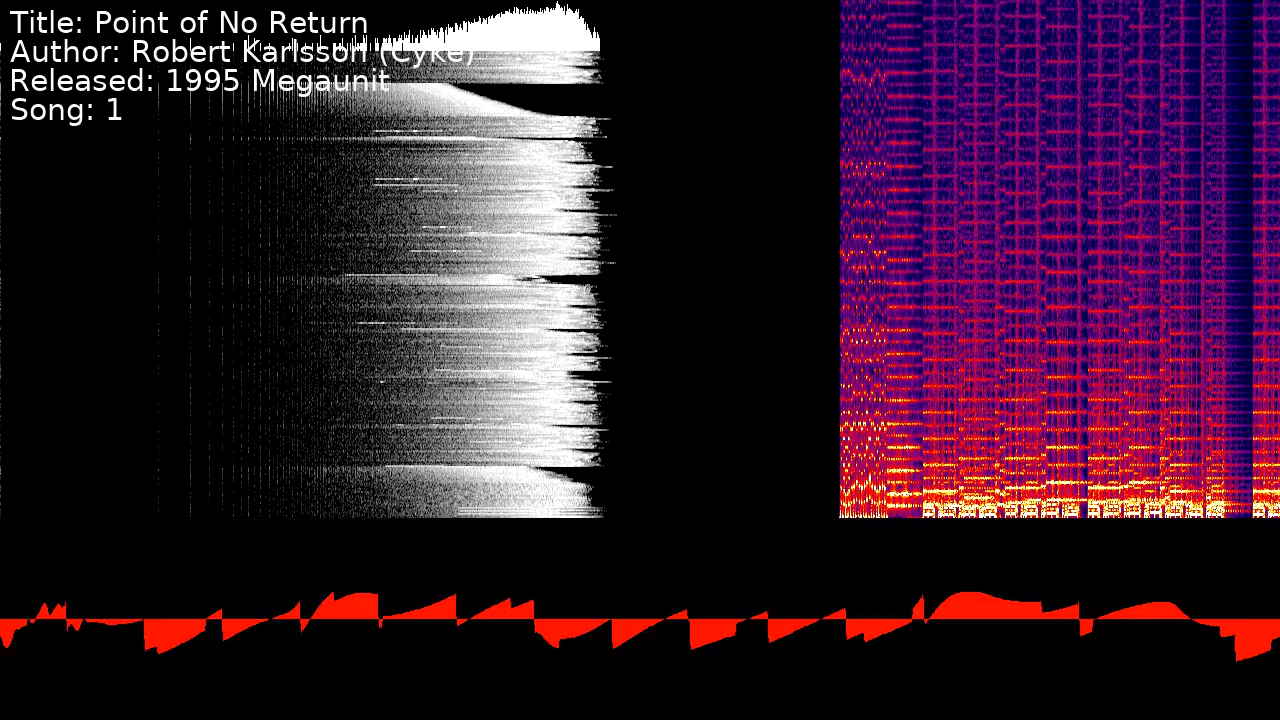 Title: Point of No Return
Author: Robert Karlsson (Cyke)
Released: 1995 Megaunit
Song: 1